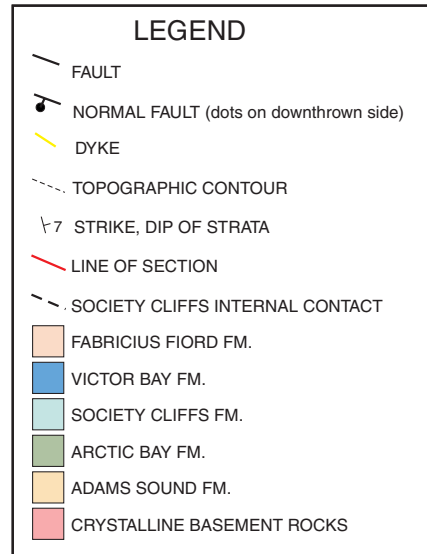 LEGEND
FAULT
NORMAL FAULT (dots on downthrown side)
DYKE
TOPOGRAPHIC CONTOUR
7 STRIKE, DIP OF STRATA
LINE OF SECTION
SOCIETY CLIFFS INTERNAL CONTACT
FABRICIUS FIORD FM.
VICTOR BAY FM.
SOCIETY CLIFFS FM.
ARCTIC BAY FM.
ADAMS SOUND FM.
CRYSTALLINE BASEMENT ROCKS